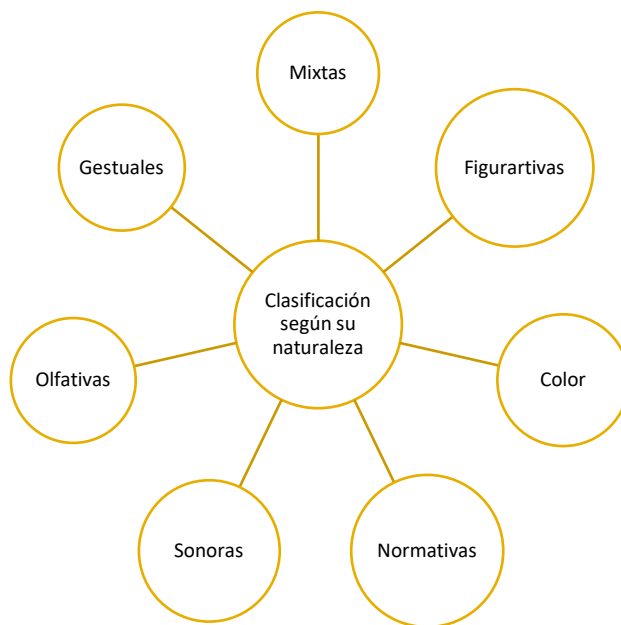 Mixtas
Figurartivas
Color
Normativas
Sonoras
Olfativas
Gestuales
Clasificación
según su
naturaleza